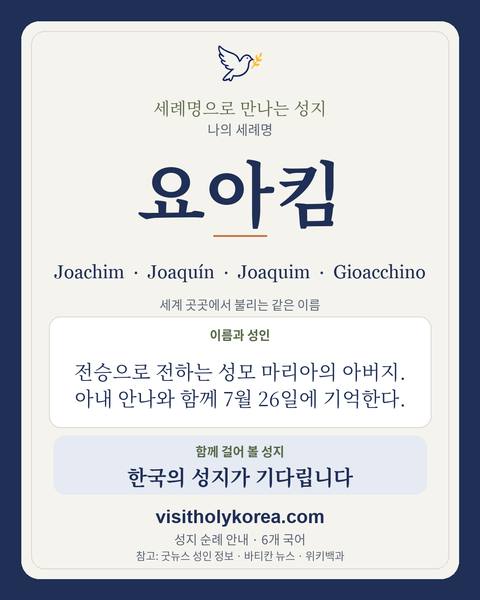 세례명으로 만나는 성지
나의 세례명
요아킴
Joachim · Joaquín · Joaquim · Gioacchino
세계 곳곳에서 불리는 같은 이름
이름과 성인
전승으로 전하는 성모 마리아의 아버지.
아내 안나와 함께 7월 26일에 기억한다.
함께 걸어 볼 성지
한국의 성지가 기다립니다
visitholykorea.com
성지 순례 안내 · 6개 국어
참고: 굿뉴스 성인 정보 · 바티칸 뉴스 · 위키백과